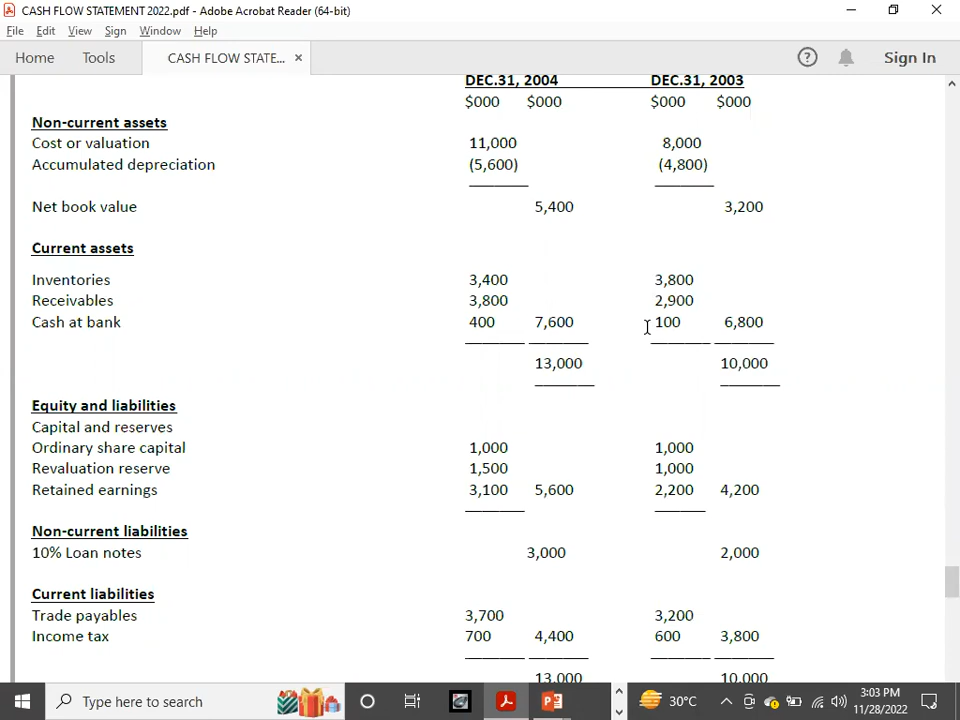 CASH FLOW STATEMENT 2022.pdf - Adobe Acrobat Reader (64-bit)
File Edit View Sign Window Help
Home Tools CASH FLOW STATE... × Sign In
DEC.31, 2004 DEC.31, 2003
$000 $000 $000 $000
Non-current assets
Cost or valuation 11,000 8,000
Accumulated depreciation (5,600) (4,800)
Net book value 5,400 3,200
Current assets
Inventories 3,400 3,800
Receivables 3,800 2,900
Cash at bank 400 7,600 100 6,800
13,000 10,000
Equity and liabilities
Capital and reserves
Ordinary share capital 1,000 1,000
Revaluation reserve 1,500 1,000
Retained earnings 3,100 5,600 2,200 4,200
Non-current liabilities
10% Loan notes 3,000 2,000
Current liabilities
Trade payables 3,700 3,200
Income tax 700 4,400 600 3,800
13,000 10,000
Type here to search 30°C 3:03 PM
11/28/2022